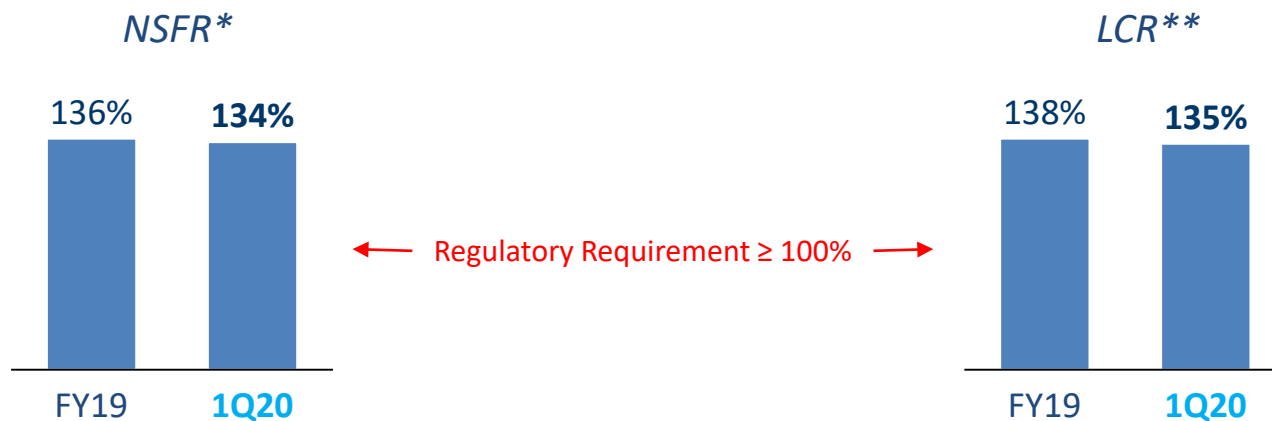 NSFR*
136%
134%
FY19
1Q20
Regulatory Requirement ≥ 100%
LCR**
138%
135%
FY19
1Q20